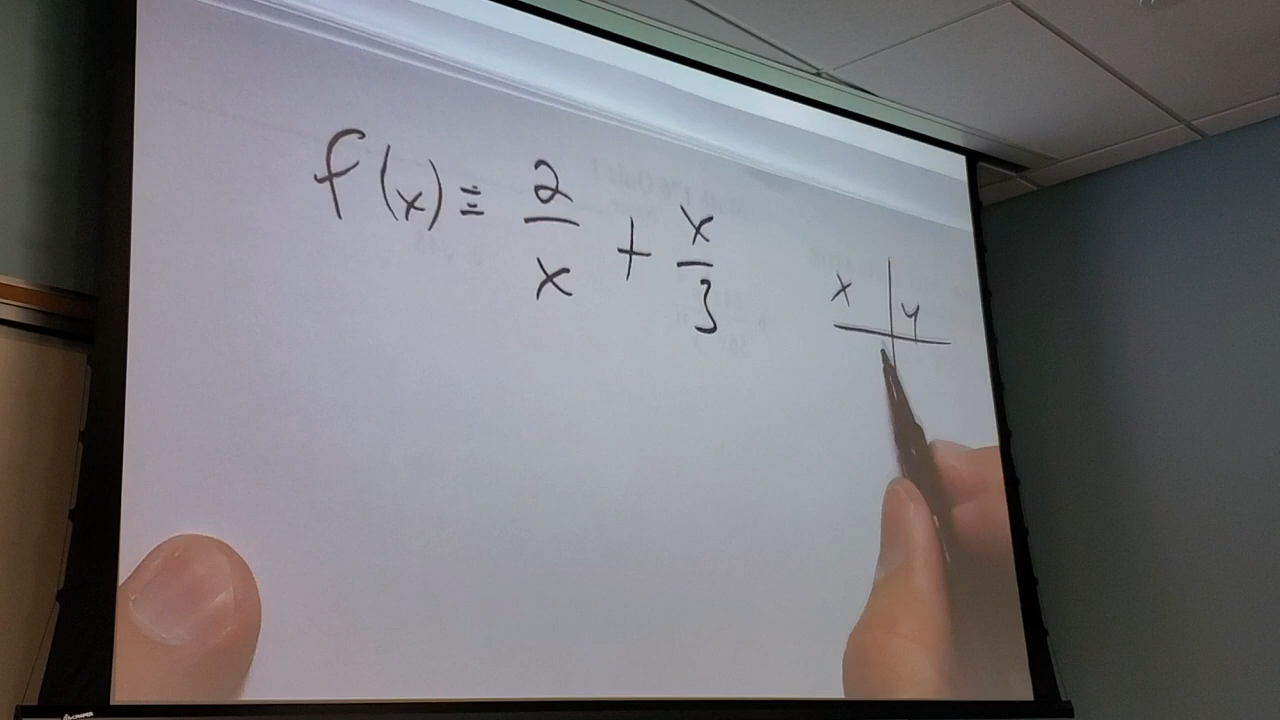 f(x) = 2/x + x/3
x | y